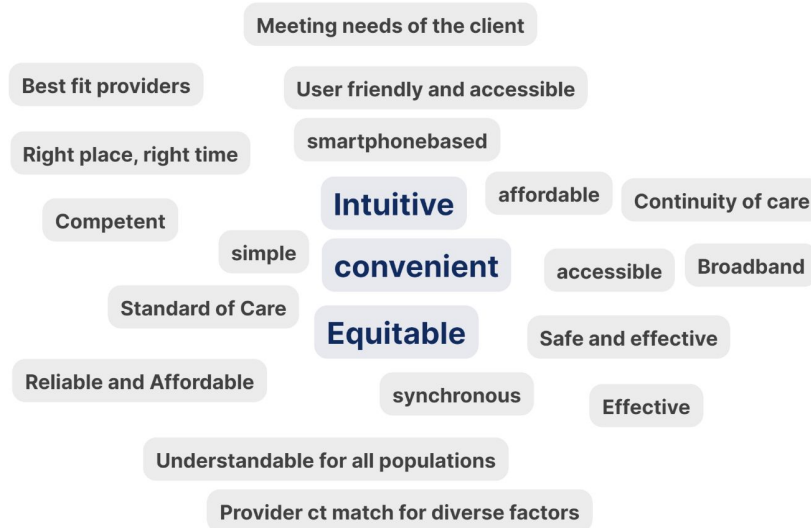 Meeting needs of the client
Best fit providers
User friendly and accessible
smartphonebased
Right place, right time
Intuitive
affordable
Continuity of care
Competent
simple
convenient
accessible
Broadband
Standard of Care
Equitable
Safe and effective
Reliable and Affordable
synchronous
Effective
Understandable for all populations
Provider ct match for diverse factors